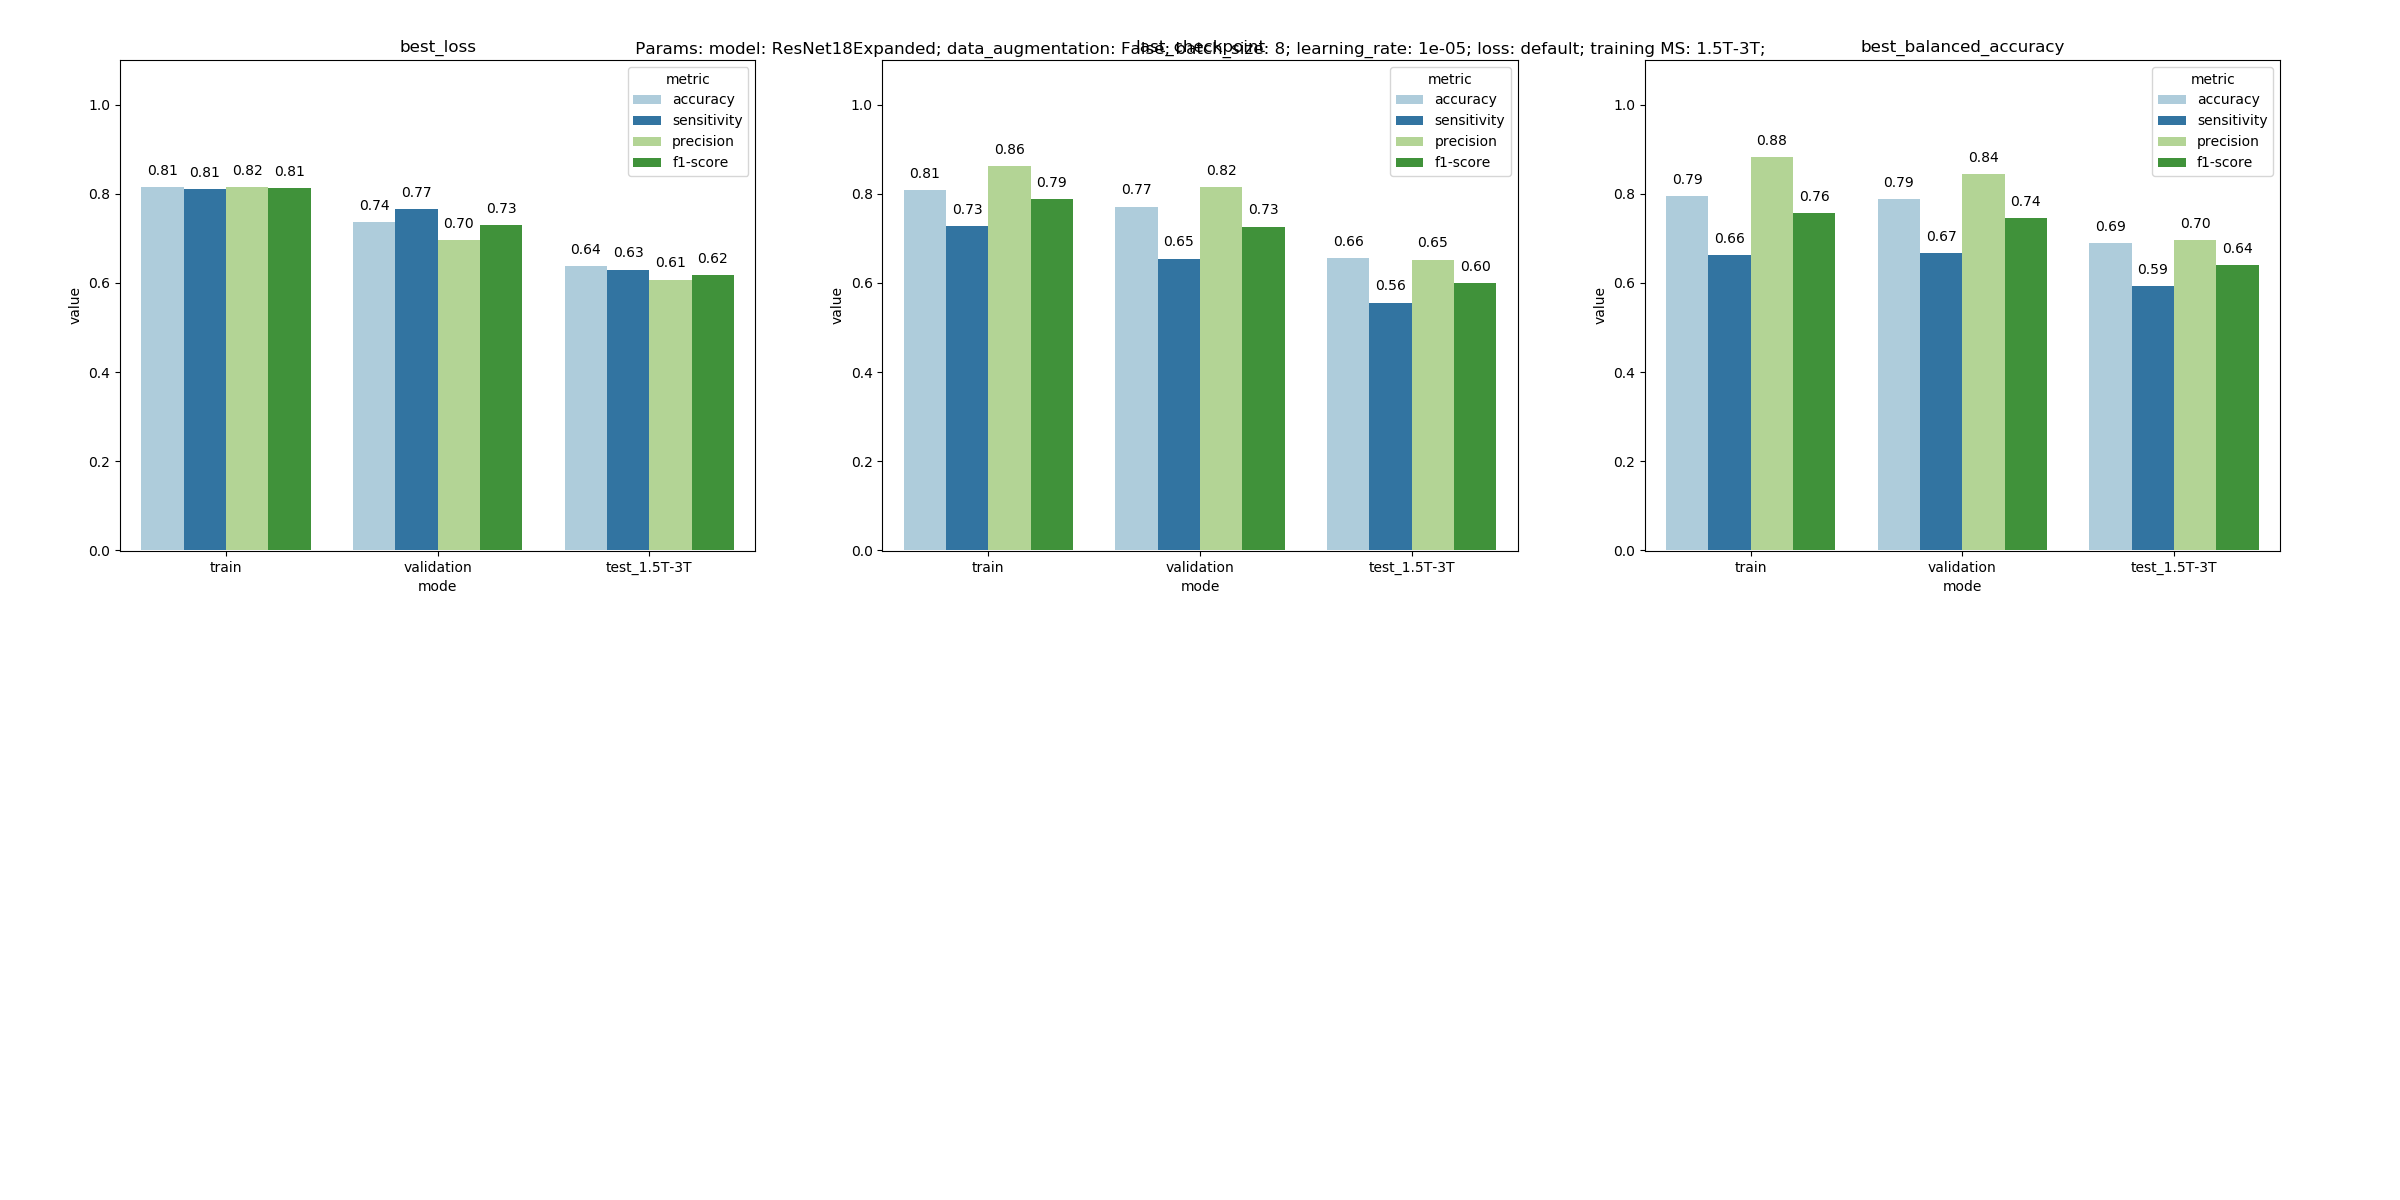 best_loss
Params: model: ResNet18Expanded; data_augmentation: False; batch_size: 8; learning_rate: 1e-05; loss: default; training MS: 1.5T-3T;
last_checkpoint
best_balanced_accuracy
metric
accuracy
sensitivity
precision
f1-score
1.0
0.8
0.6
0.4
0.2
0.0
value
0.81 0.81 0.82 0.81
0.74 0.77 0.70 0.73
0.64 0.63 0.61 0.62
train validation test_1.5T-3T
mode
metric
accuracy
sensitivity
precision
f1-score
1.0
0.8
0.6
0.4
0.2
0.0
value
0.81 0.73 0.86 0.79
0.77 0.65 0.82 0.73
0.66 0.56 0.65 0.60
train validation test_1.5T-3T
mode
metric
accuracy
sensitivity
precision
f1-score
1.0
0.8
0.6
0.4
0.2
0.0
value
0.79 0.66 0.88 0.76
0.79 0.67 0.84 0.74
0.69 0.59 0.70 0.64
train validation test_1.5T-3T
mode